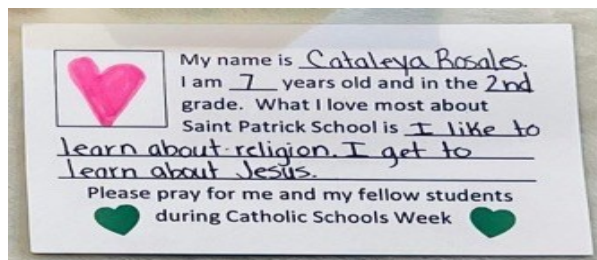 My name is Cataleya Rosales.
I am 7 years old and in the 2nd
grade. What I love most about
Saint Patrick School is I like to
learn about religion. I get to
learn about Jesus.
Please pray for me and my fellow students
during Catholic Schools Week